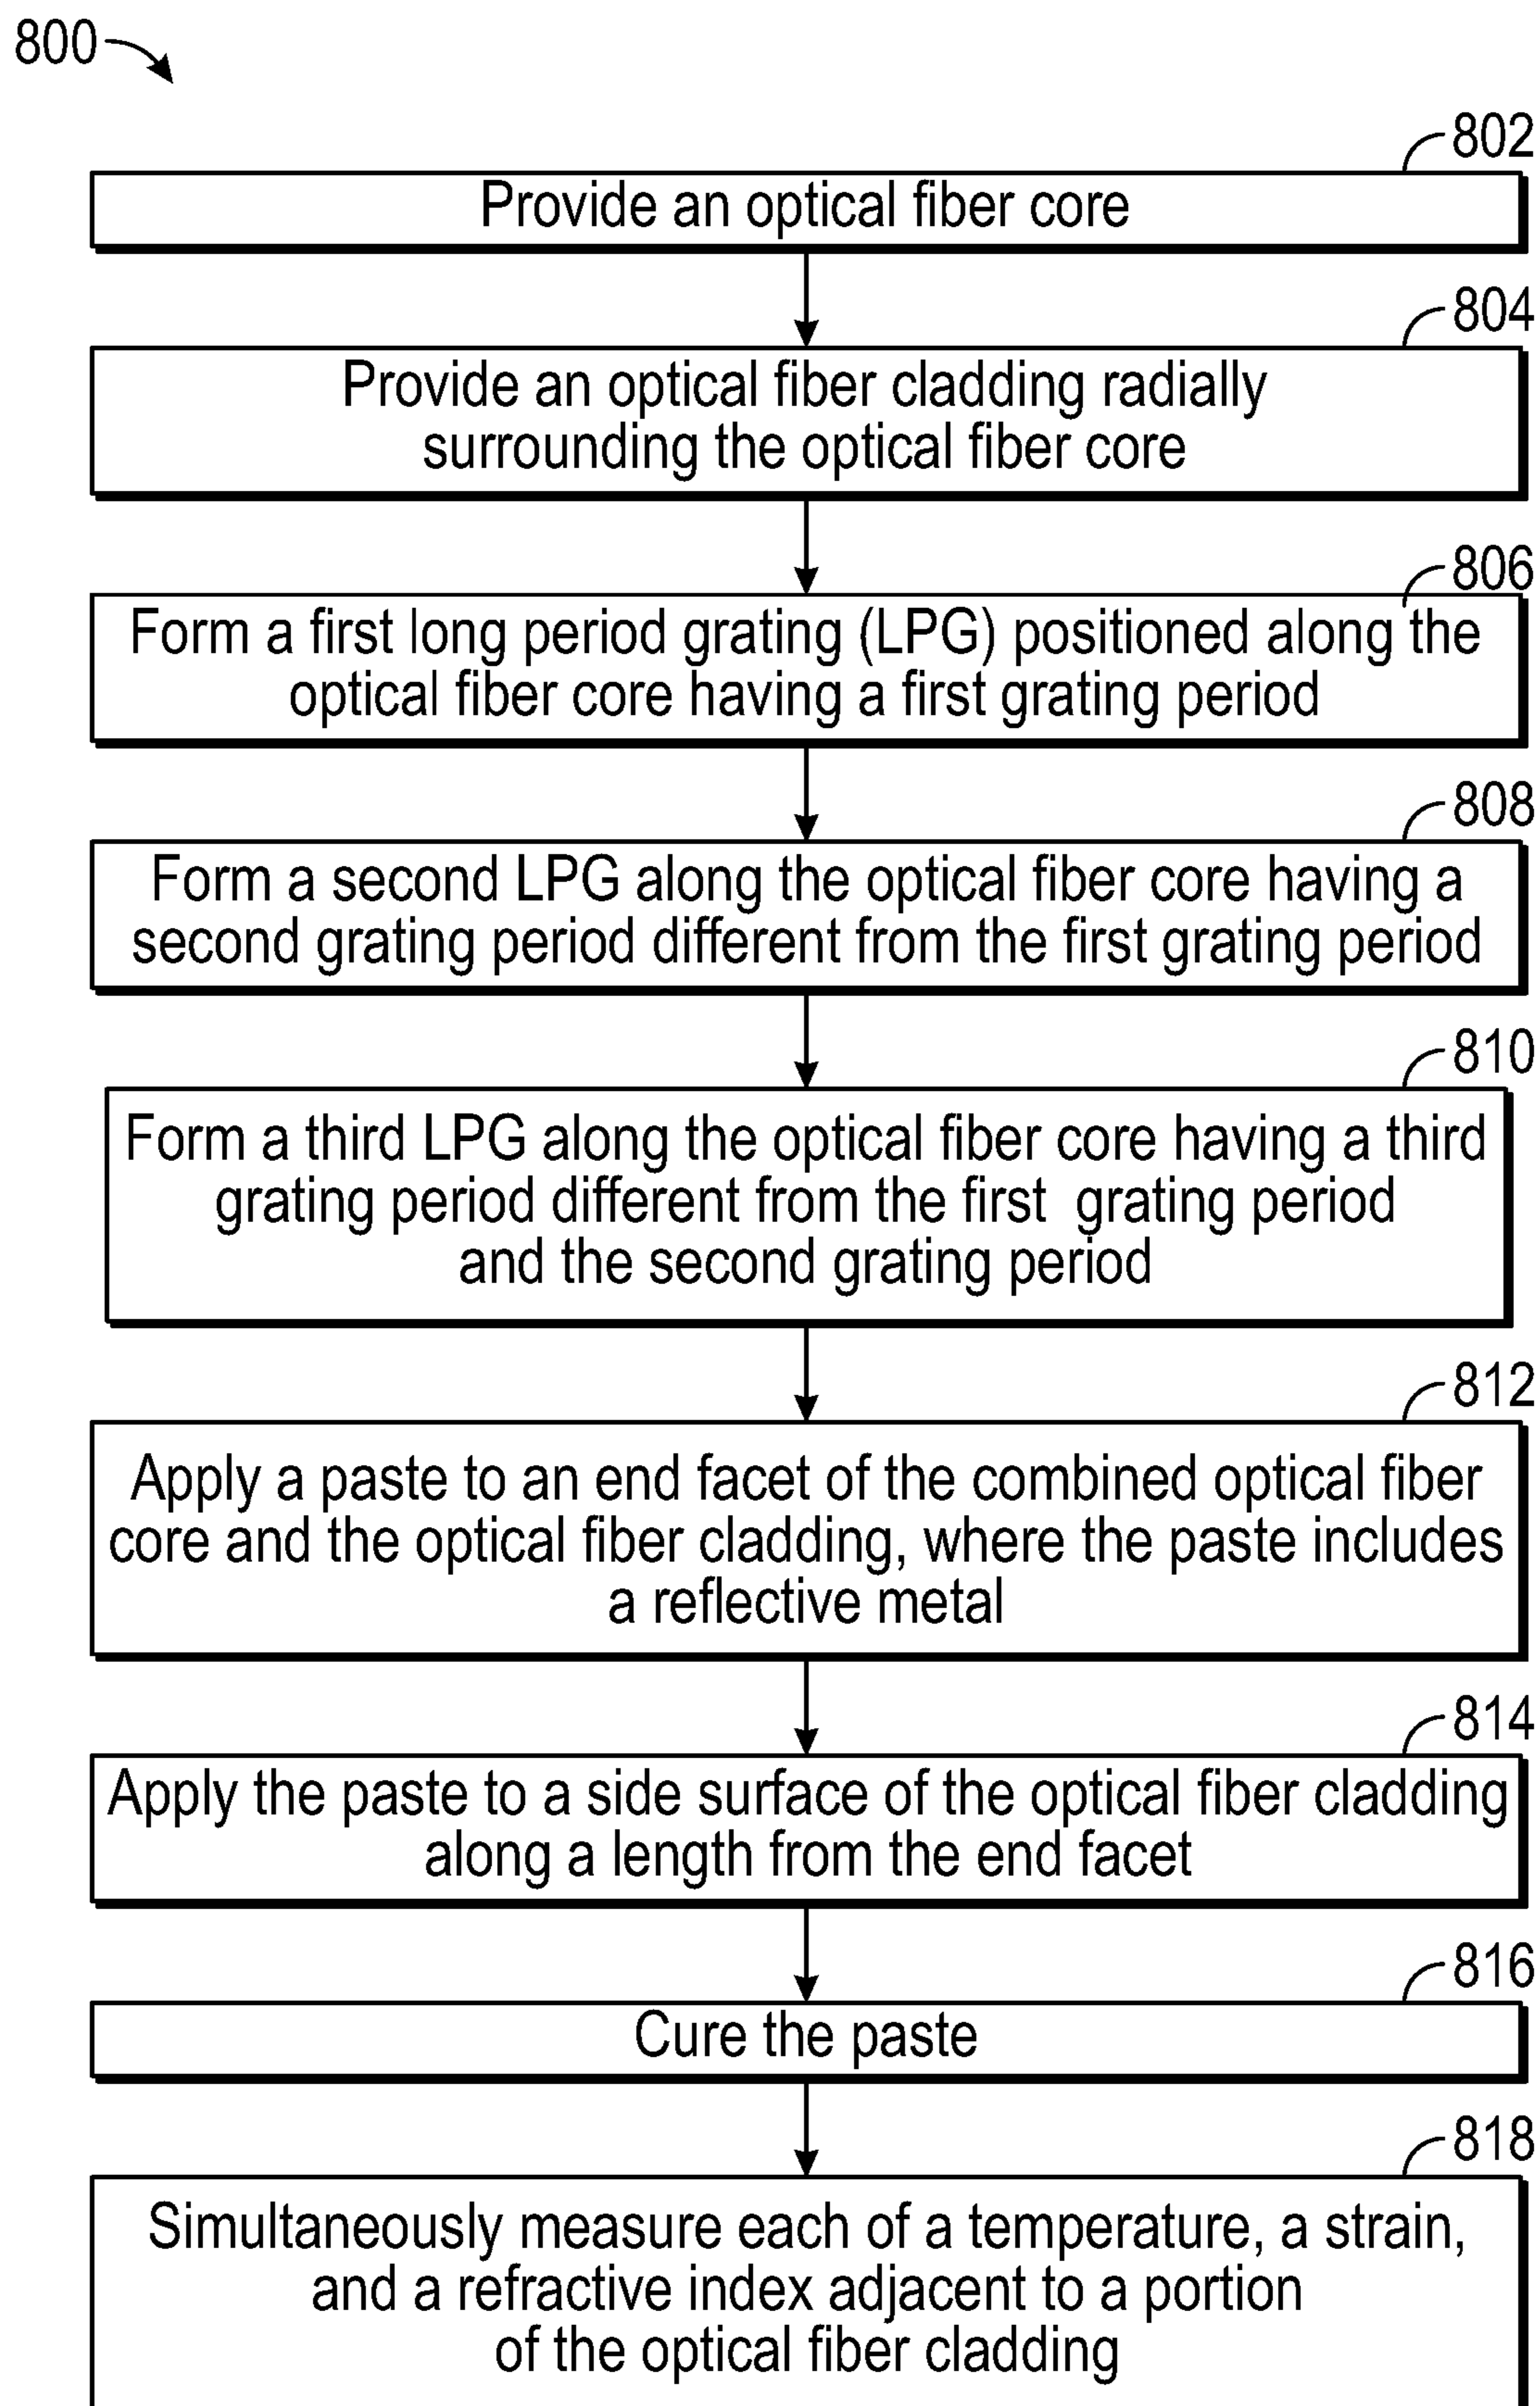 800
802
Provide an optical fiber core
804
Provide an optical fiber cladding radially
surrounding the optical fiber core
806
Form a first long period grating (LPG) positioned along the
optical fiber core having a first grating period
808
Form a second LPG along the optical fiber core having a
second grating period different from the first grating period
810
Form a third LPG along the optical fiber core having a third
grating period different from the first grating period
and the second grating period
812
Apply a paste to an end facet of the combined optical fiber
core and the optical fiber cladding, where the paste includes
a reflective metal
814
Apply the paste to a side surface of the optical fiber cladding
along a length from the end facet
816
Cure the paste
818
Simultaneously measure each of a temperature, a strain,
and a refractive index adjacent to a portion
of the optical fiber cladding